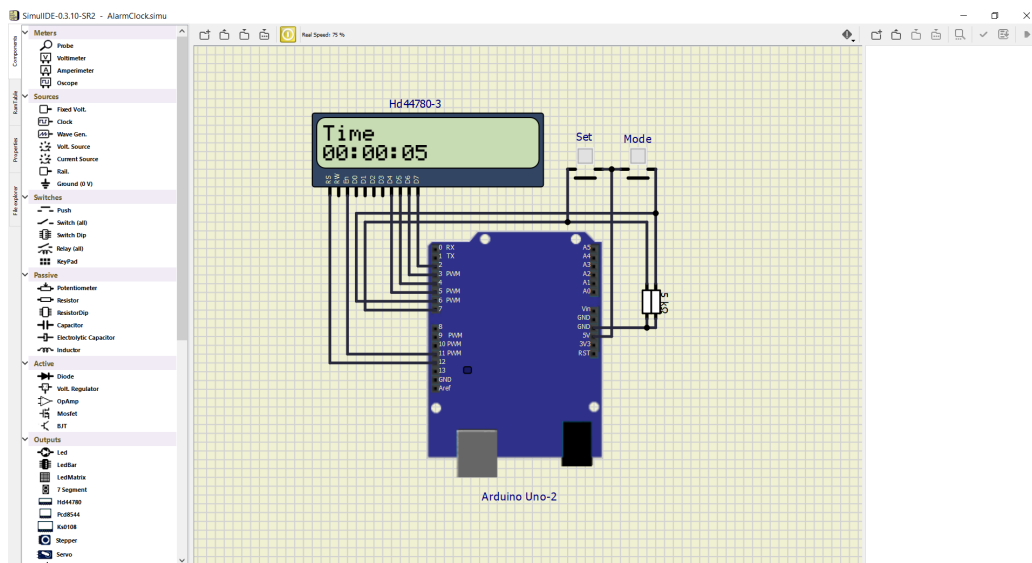 SimulIDE-0.3.10-SR2 - AlarmClock.simu
Components
RamTable
Properties
File explorer
Meters
Probe
Voltimeter
Amperimeter
Oscope
Sources
Fixed Volt.
Clock
Wave Gen.
Volt. Source
Current Source
Rail.
Ground (0 V)
Switches
Push
Switch (all)
Switch Dip
Relay (all)
KeyPad
Passive
Potentiometer
Resistor
ResistorDip
Capacitor
Electrolytic Capacitor
Inductor
Active
Diode
Volt. Regulator
OpAmp
Mosfet
BJT
Outputs
Led
LedBar
LedMatrix
7 Segment
Hd44780
Pcd8544
Ks0108
Stepper
Servo
Real Speed: 75 %
Hd44780-3
Time
00:00:05
RS RW En D0 D1 D2 D3 D4 D5 D6 D7
Set
Mode
0 RX
1 TX
2
3 PWM
4
5 PWM
6 PWM
7
8
9 PWM
10 PWM
11 PWM
12
13
GND
Aref
A5
A4
A3
A2
A1
A0
Vin
GND
GND
5V
3V3
RST
5 kΩ
Arduino Uno-2